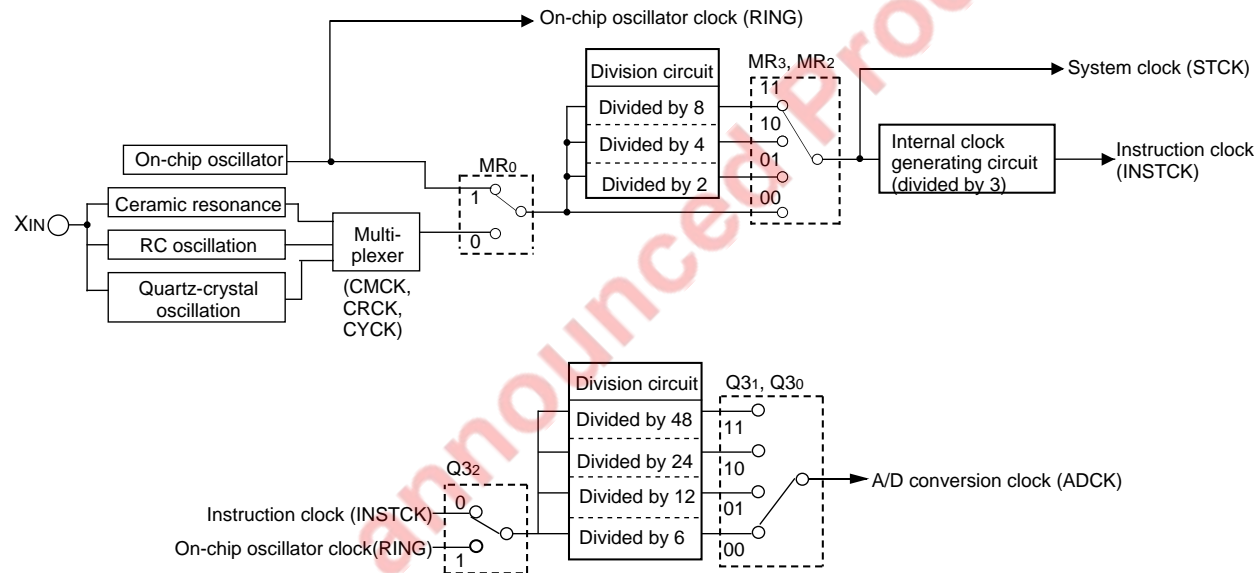 On-chip oscillator clock (RING)
Division circuit
MR3, MR2
System clock (STCK)
11
Divided by 8
10
Divided by 4
01
Divided by 2
00
Internal clock
generating circuit
(divided by 3)
Instruction clock
(INSTCK)
On-chip oscillator
MR0
1
0
XIN
Ceramic resonance
RC oscillation
Quartz-crystal
oscillation
Multi-
plexer
(CMCK,
CRCK,
CYCK)
Division circuit
Q31, Q30
Divided by 48
11
Divided by 24
10
Divided by 12
01
Divided by 6
00
A/D conversion clock (ADCK)
Q32
0
Instruction clock (INSTCK)
On-chip oscillator clock(RING)
1
announced Pro